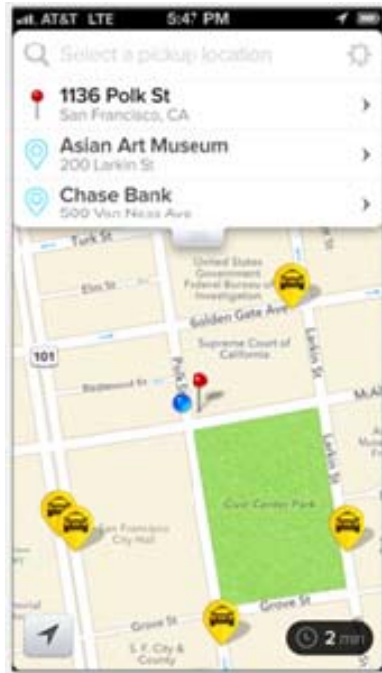 AT&T LTE 5:47 PM
Select a pickup location
1136 Polk St
San Francisco, CA
Asian Art Museum
200 Larkin St
Chase Bank
500 Van Ness Ave
Turk St
United States
Government
Federal Bureau of
Investigation
Elm St
Golden Gate Ave
101
Supreme Court of
California
Larkin St
Redwood St
Polk St
McAl
Larkin St
Civic Center Park
San Francisco
City Hall
Grove St
Grove St
S. F. City &
County
2 min